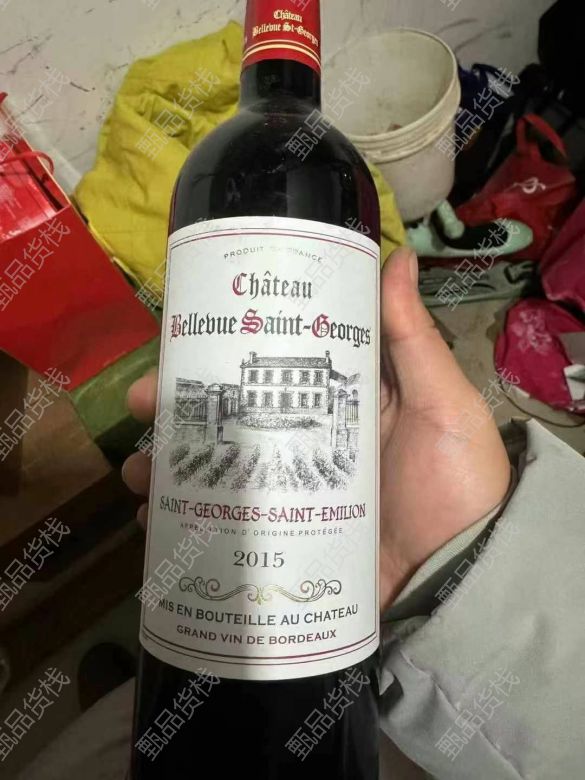 Château
Bellevue St-Georges
PRODUIT DE FRANCE
Château
Bellevue Saint-Georges
SAINT-GEORGES-SAINT-EMILION
APPELLATION D'ORIGINE PROTÉGÉE
2015
MIS EN BOUTEILLE AU CHATEAU
GRAND VIN DE BORDEAUX
甄品货栈